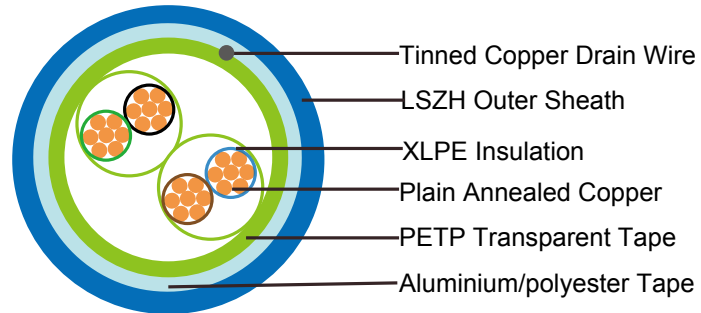 Tinned Copper Drain Wire
LSZH Outer Sheath
XLPE Insulation
Plain Annealed Copper
PETP Transparent Tape
Aluminium/polyester Tape